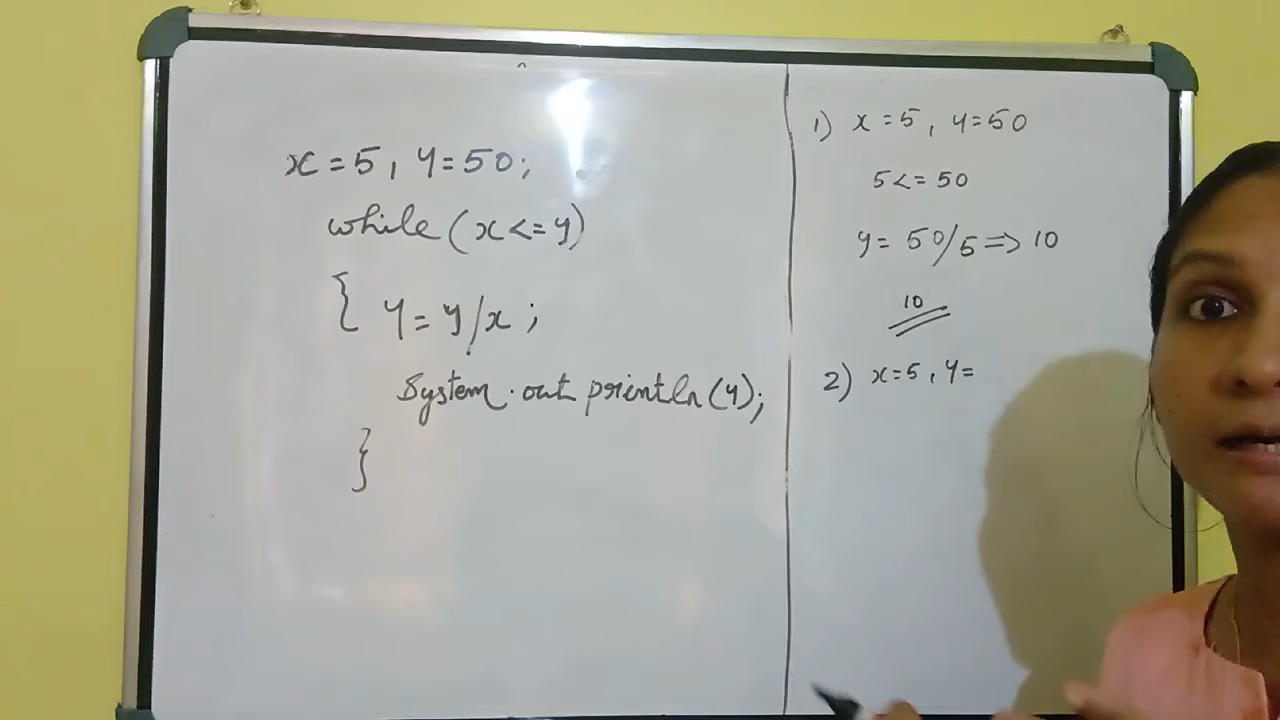 x=5, y=50;
while (x<=y)
{ y= y/x ;
System.out println(y);
}
1) x=5, y=50
5<= 50
y= 50/5 => 10
10
2) x=5, y=